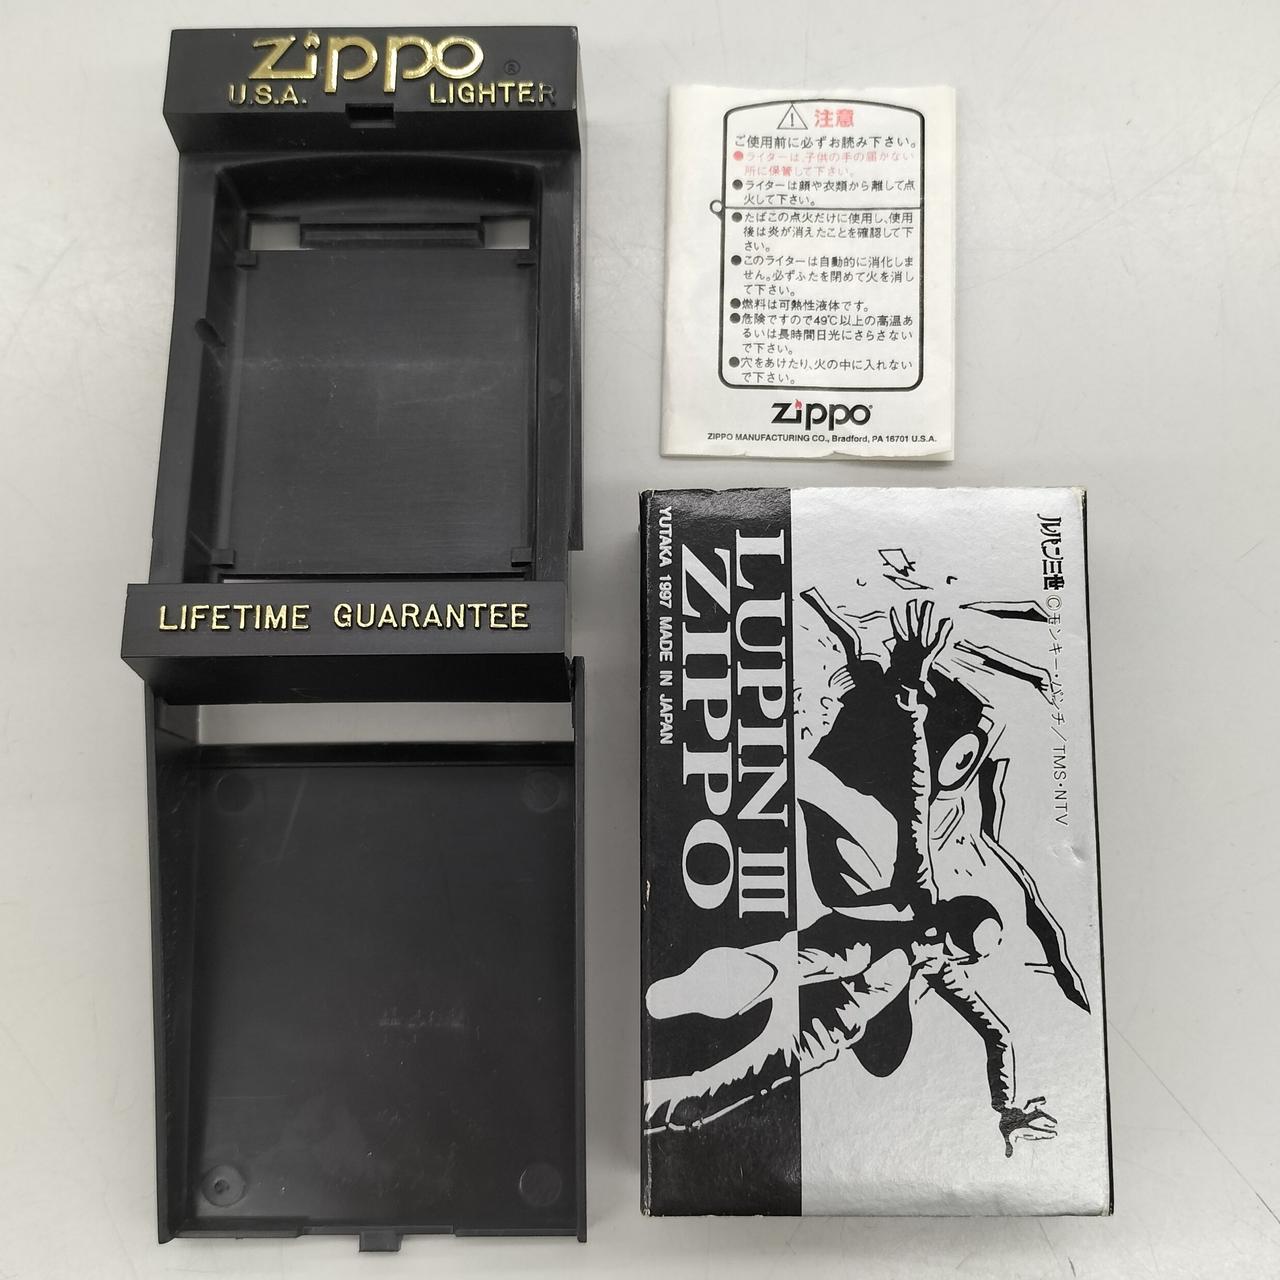 Zippo®
U.S.A. LIGHTER
LIFETIME GUARANTEE
注意
ご使用前に必ずお読み下さい。
●ライターは、子供の手の届かない
所に保管して下さい。
●ライターは顔や衣類から離して点
火して下さい。
●たばこの点火だけに使用し、使用
後は炎が消えたことを確認して下
さい。
●このライターは自動的に消化しま
せん。必ずふたを閉めて火を消し
て下さい。
●燃料は可熱性液体です。
●危険ですので49℃以上の高温あ
るいは長時間日光にさらさない
で下さい。
●穴をあけたり、火の中に入れない
で下さい。
Zippo®
ZIPPO MANUFACTURING CO., Bradford, PA 16701 U.S.A.
ルパン三世 ©モンキー・パンチ/TMS・NTV
LUPIN III
ZIPPO
YUTAKA 1997 MADE IN JAPAN